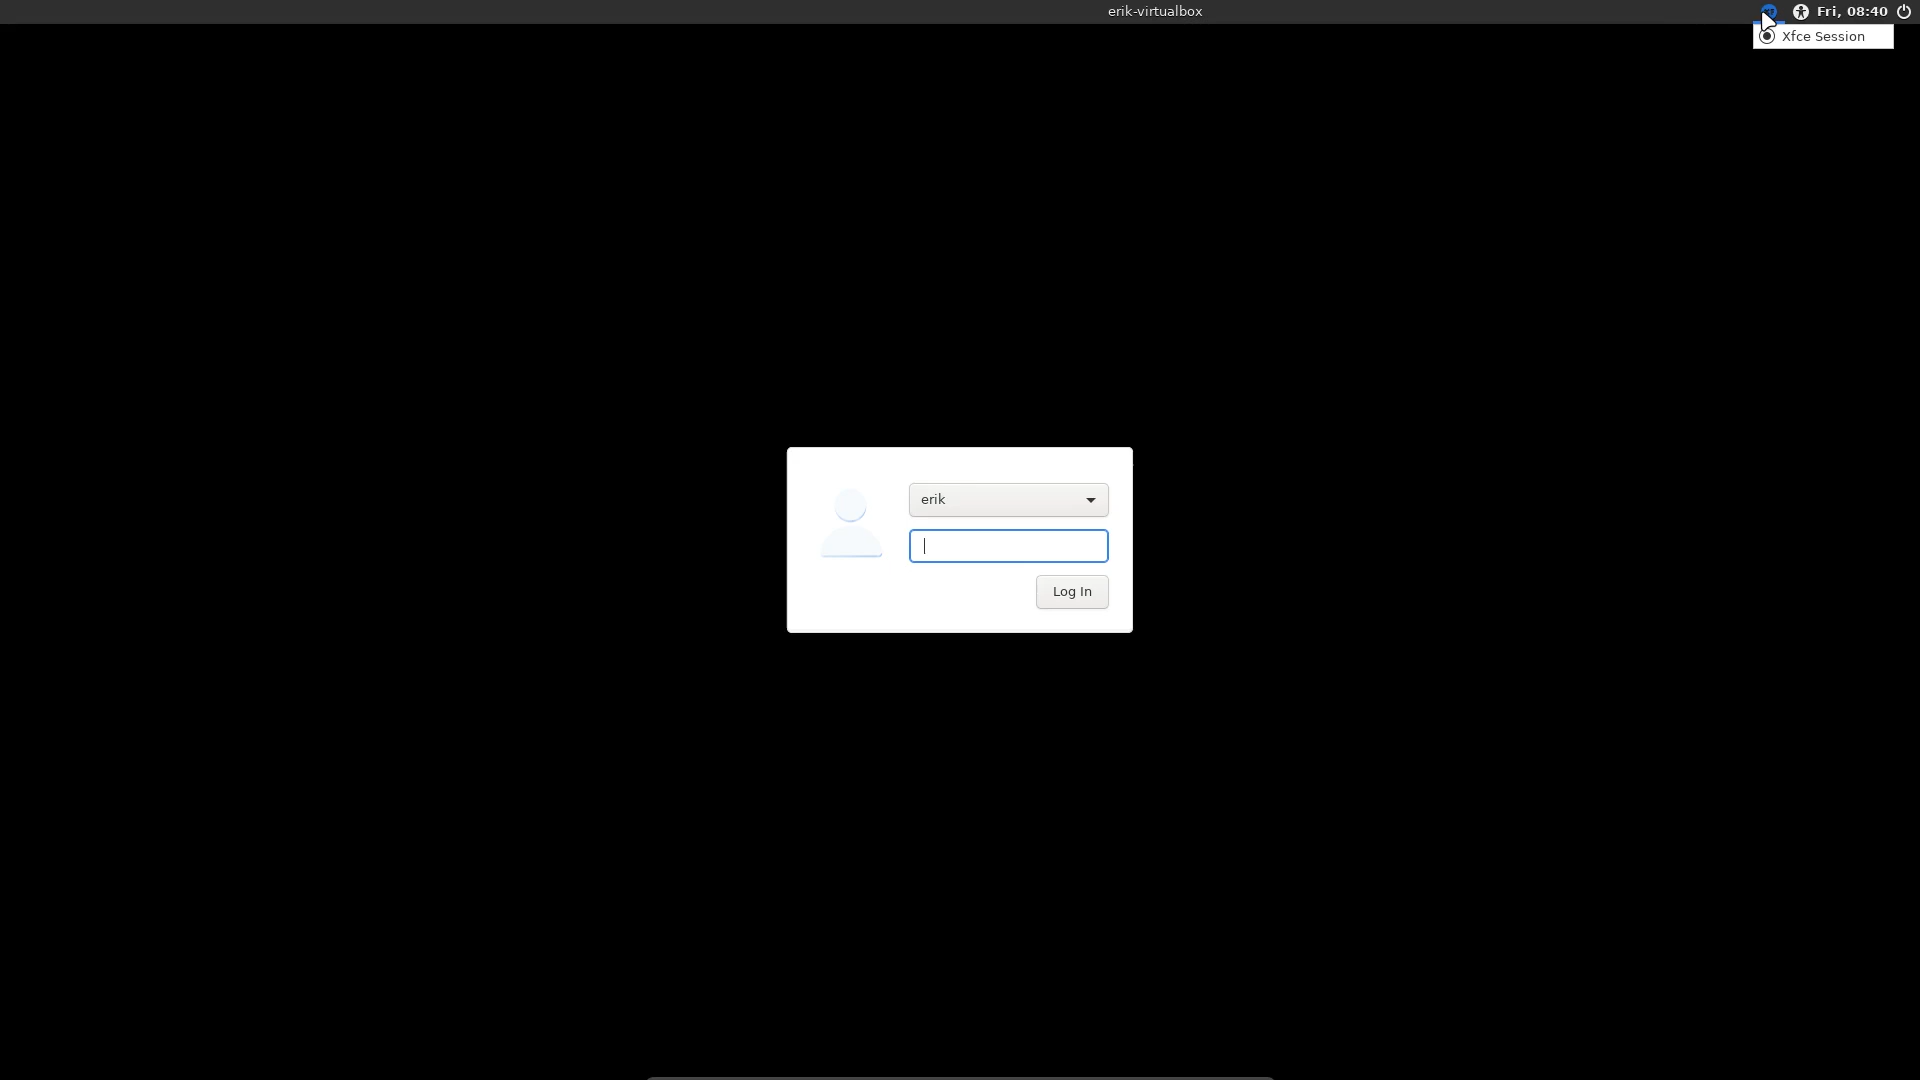 erik-virtualbox
Fri, 08:40
Xfce Session
erik
Log In